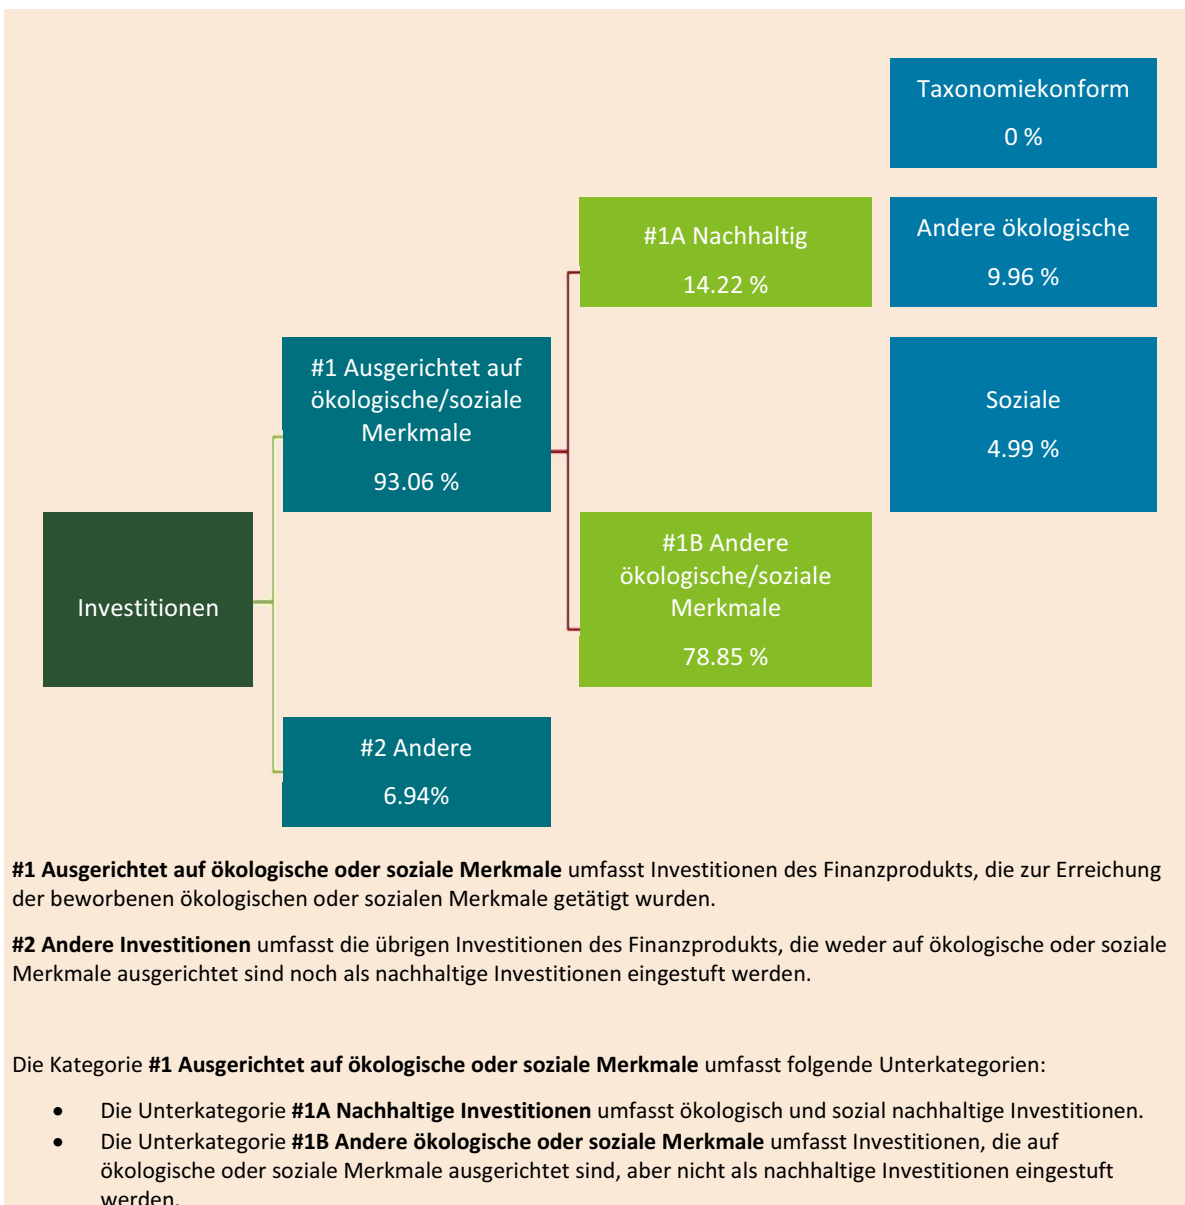 Taxonomiekonform
0 %
#1A Nachhaltig
14.22 %
Andere ökologische
9.96 %
#1 Ausgerichtet auf
ökologische/soziale
Merkmale
93.06 %
Soziale
4.99 %
Investitionen
#1B Andere
ökologische/soziale
Merkmale
78.85 %
#2 Andere
6.94%
#1 Ausgerichtet auf ökologische oder soziale Merkmale umfasst Investitionen des Finanzprodukts, die zur Erreichung
der beworbenen ökologischen oder sozialen Merkmale getätigt wurden.
#2 Andere Investitionen umfasst die übrigen Investitionen des Finanzprodukts, die weder auf ökologische oder soziale
Merkmale ausgerichtet sind noch als nachhaltige Investitionen eingestuft werden.
Die Kategorie #1 Ausgerichtet auf ökologische oder soziale Merkmale umfasst folgende Unterkategorien:
• Die Unterkategorie #1A Nachhaltige Investitionen umfasst ökologisch und sozial nachhaltige Investitionen.
• Die Unterkategorie #1B Andere ökologische oder soziale Merkmale umfasst Investitionen, die auf
ökologische oder soziale Merkmale ausgerichtet sind, aber nicht als nachhaltige Investitionen eingestuft
werden.